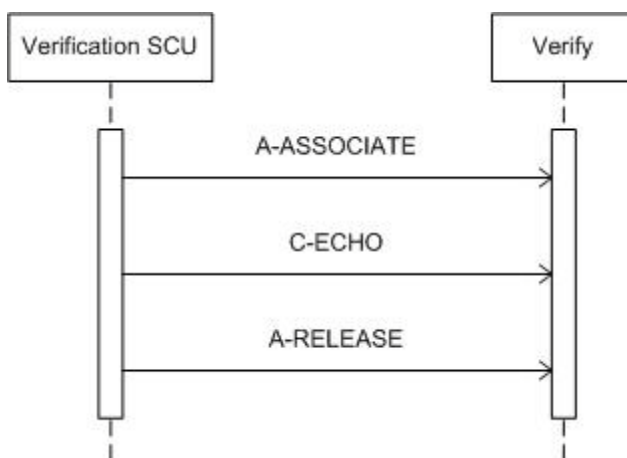 Verification SCU
Verify
A-ASSOCIATE
C-ECHO
A-RELEASE